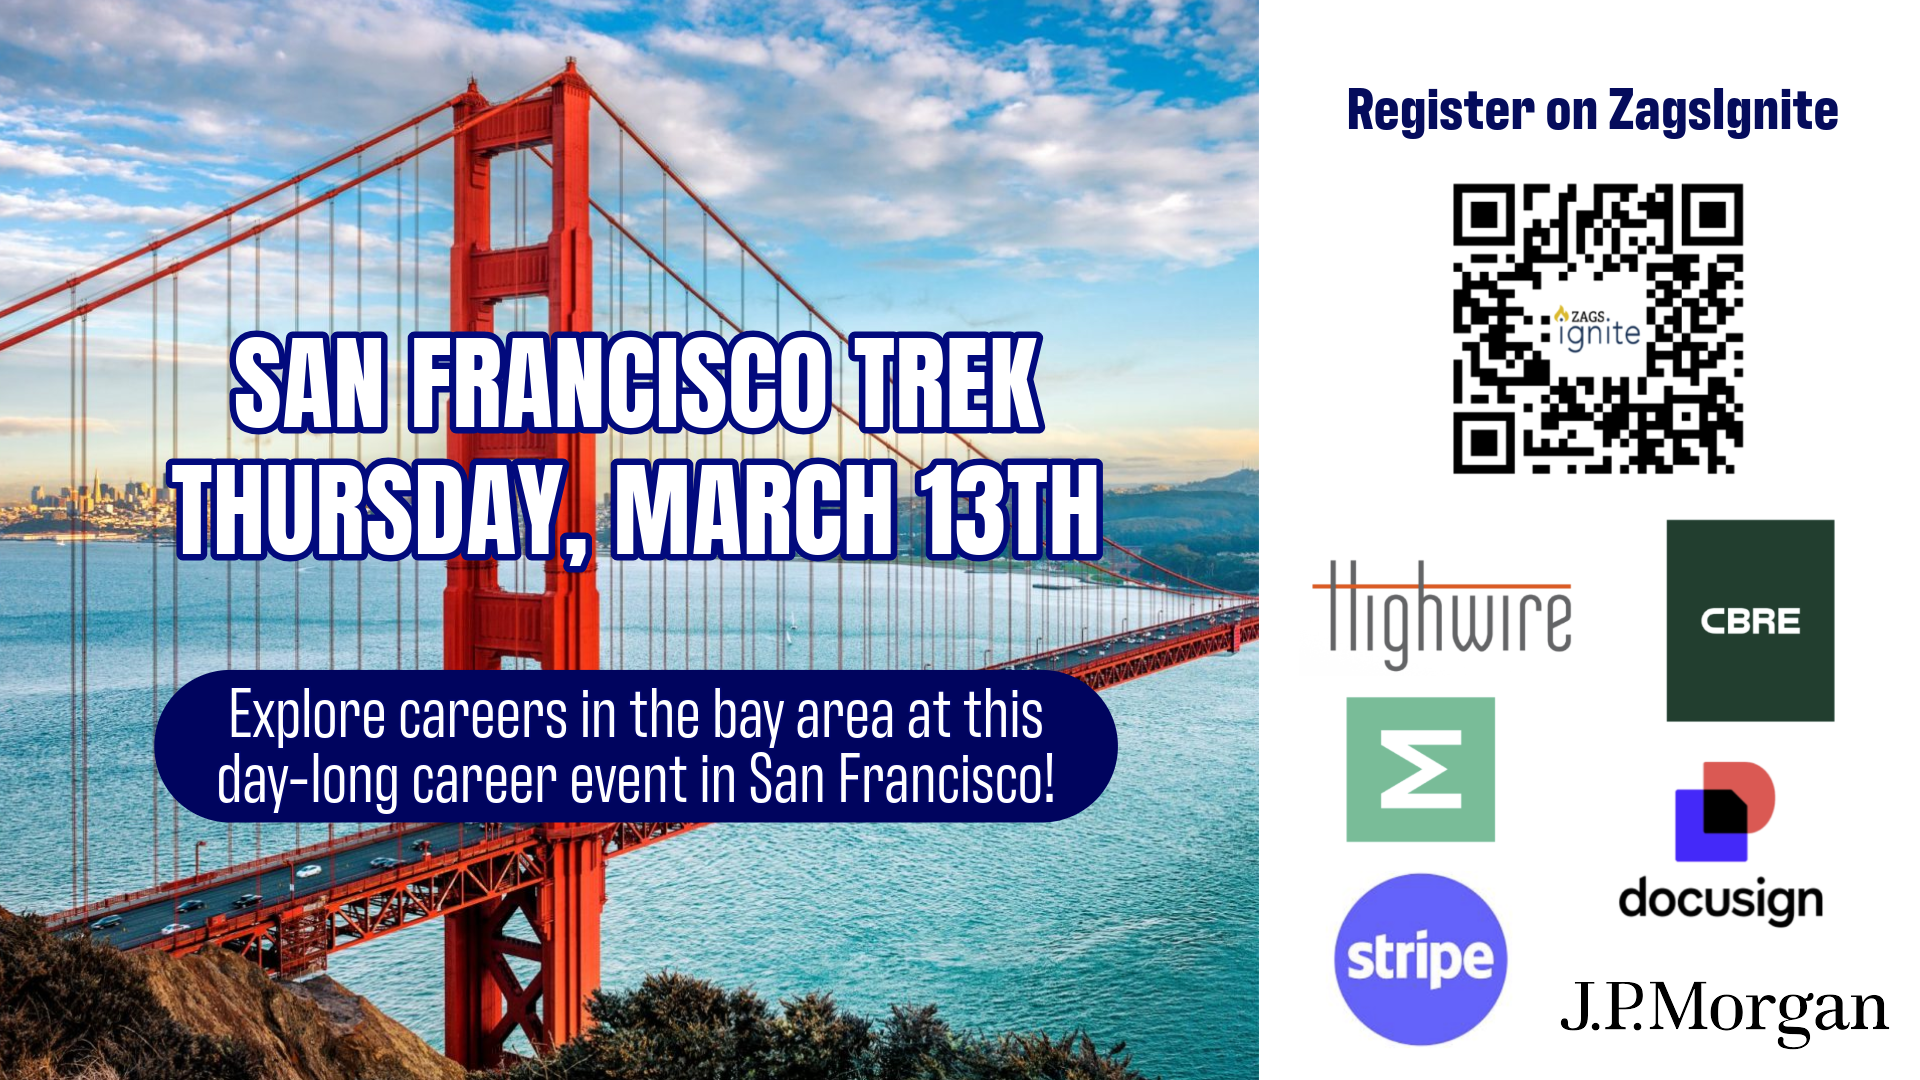 SAN FRANCISCO TREK
THURSDAY, MARCH 13TH
Explore careers in the bay area at this
day-long career event in San Francisco!
Register on ZagsIgnite
ZAGS.
ignite
Highwire
CBRE
docusign
stripe
J.P.Morgan